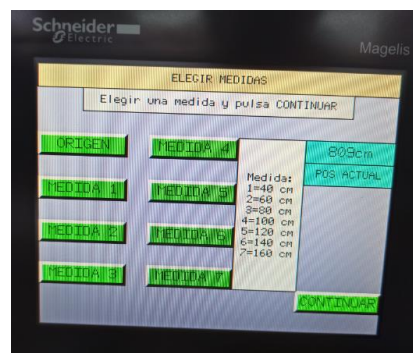 Schneider
Electric
Magelis
ELEGIR MEDIDAS
Elegir una medida y pulsa CONTINUAR
ORIGEN
MEDIDA 4
809cm
POS ACTUAL
MEDIDA 1
MEDIDA 5
MEDIDA 2
MEDIDA 6
MEDIDA 3
MEDIDA 7
Medida:
1=40 cm
2=60 cm
3=80 cm
4=100 cm
5=120 cm
6=140 cm
7=160 cm
CONTINUAR